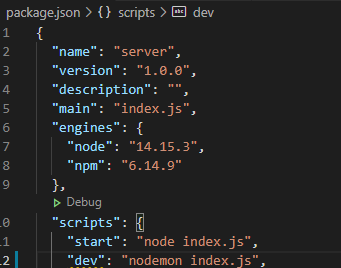 package.json > {} scripts > abc dev
1 {
2 "name": "server",
3 "version": "1.0.0",
4 "description": "",
5 "main": "index.js",
6 "engines": {
7 "node": "14.15.3",
8 "npm": "6.14.9"
9 },
Debug
10 "scripts": {
11 "start": "node index.js",
12 "dev": "nodemon index.js",